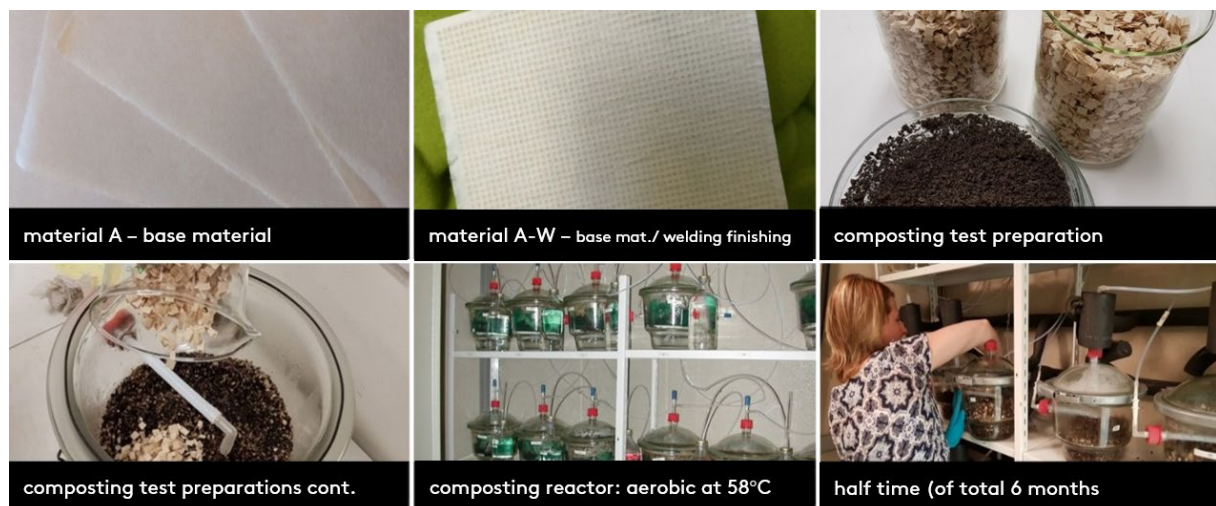 material A – base material
material A-W – base mat./ welding finishing
composting test preparation
composting test preparations cont.
composting reactor: aerobic at 58°C
half time (of total 6 months